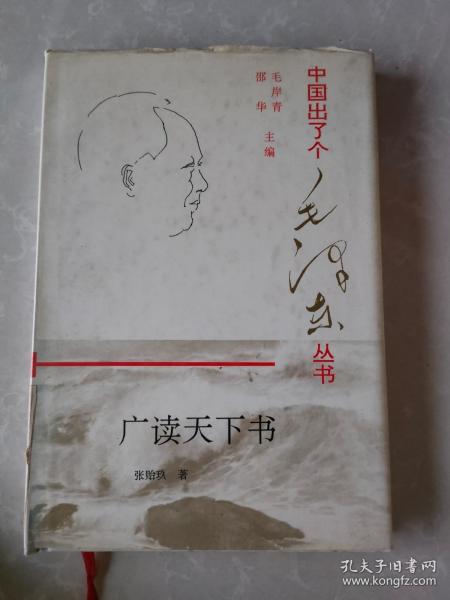 中国出了个
毛泽东
丛书
毛岸青
邵华 主编
广读天下书
张贻玖 著
孔夫子旧书网
www.kongfz.com